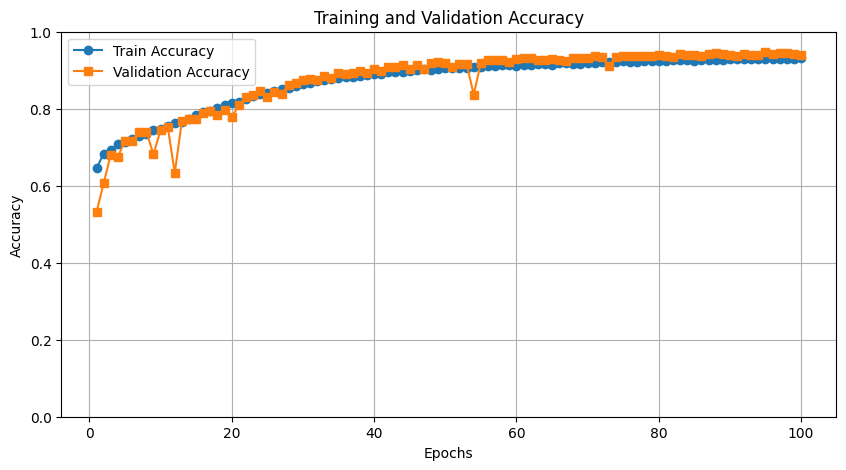 Training and Validation Accuracy
Train Accuracy
Validation Accuracy
1.0
0.8
0.6
0.4
0.2
0.0
Accuracy
0 20 40 60 80 100
Epochs